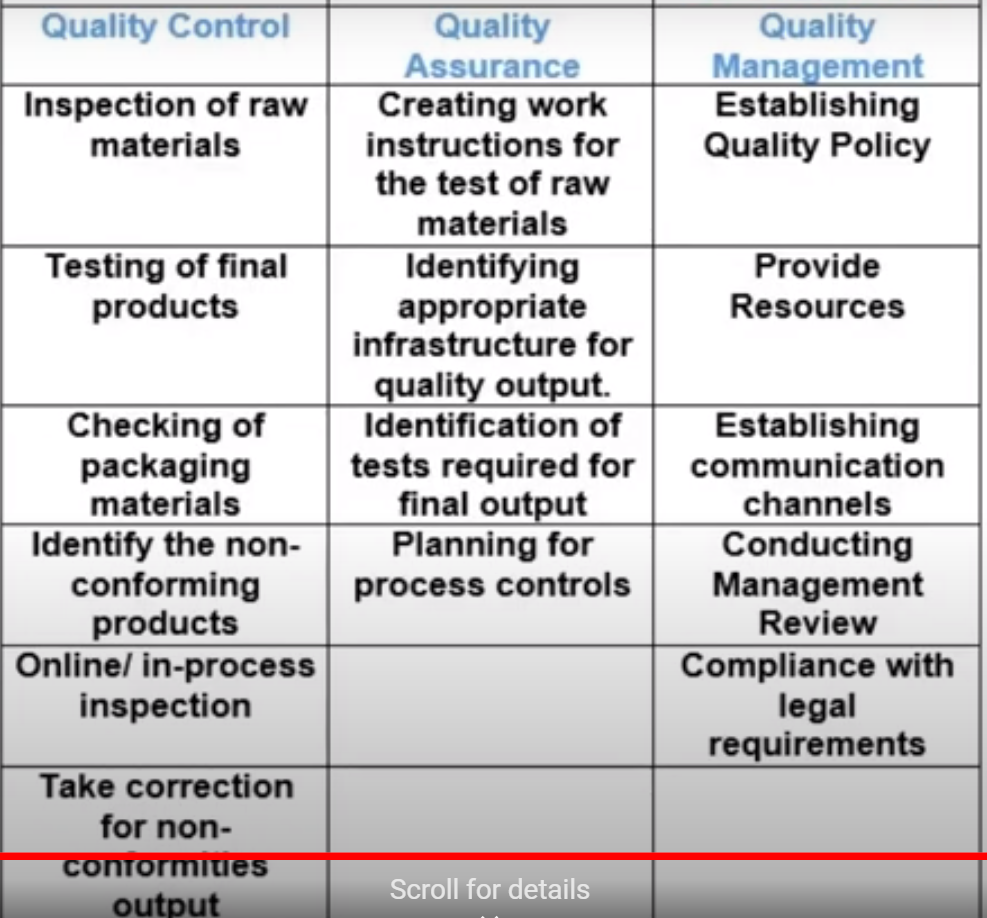 Quality Control
Quality
Assurance
Quality
Management
Inspection of raw
materials
Creating work
instructions for
the test of raw
materials
Establishing
Quality Policy
Testing of final
products
Identifying
appropriate
infrastructure for
quality output.
Provide
Resources
Checking of
packaging
materials
Identification of
tests required for
final output
Establishing
communication
channels
Identify the non-
conforming
products
Planning for
process controls
Conducting
Management
Review
Online/ in-process
inspection
Compliance with
legal
requirements
Take correction
for non-
conformities
output
Scroll for details